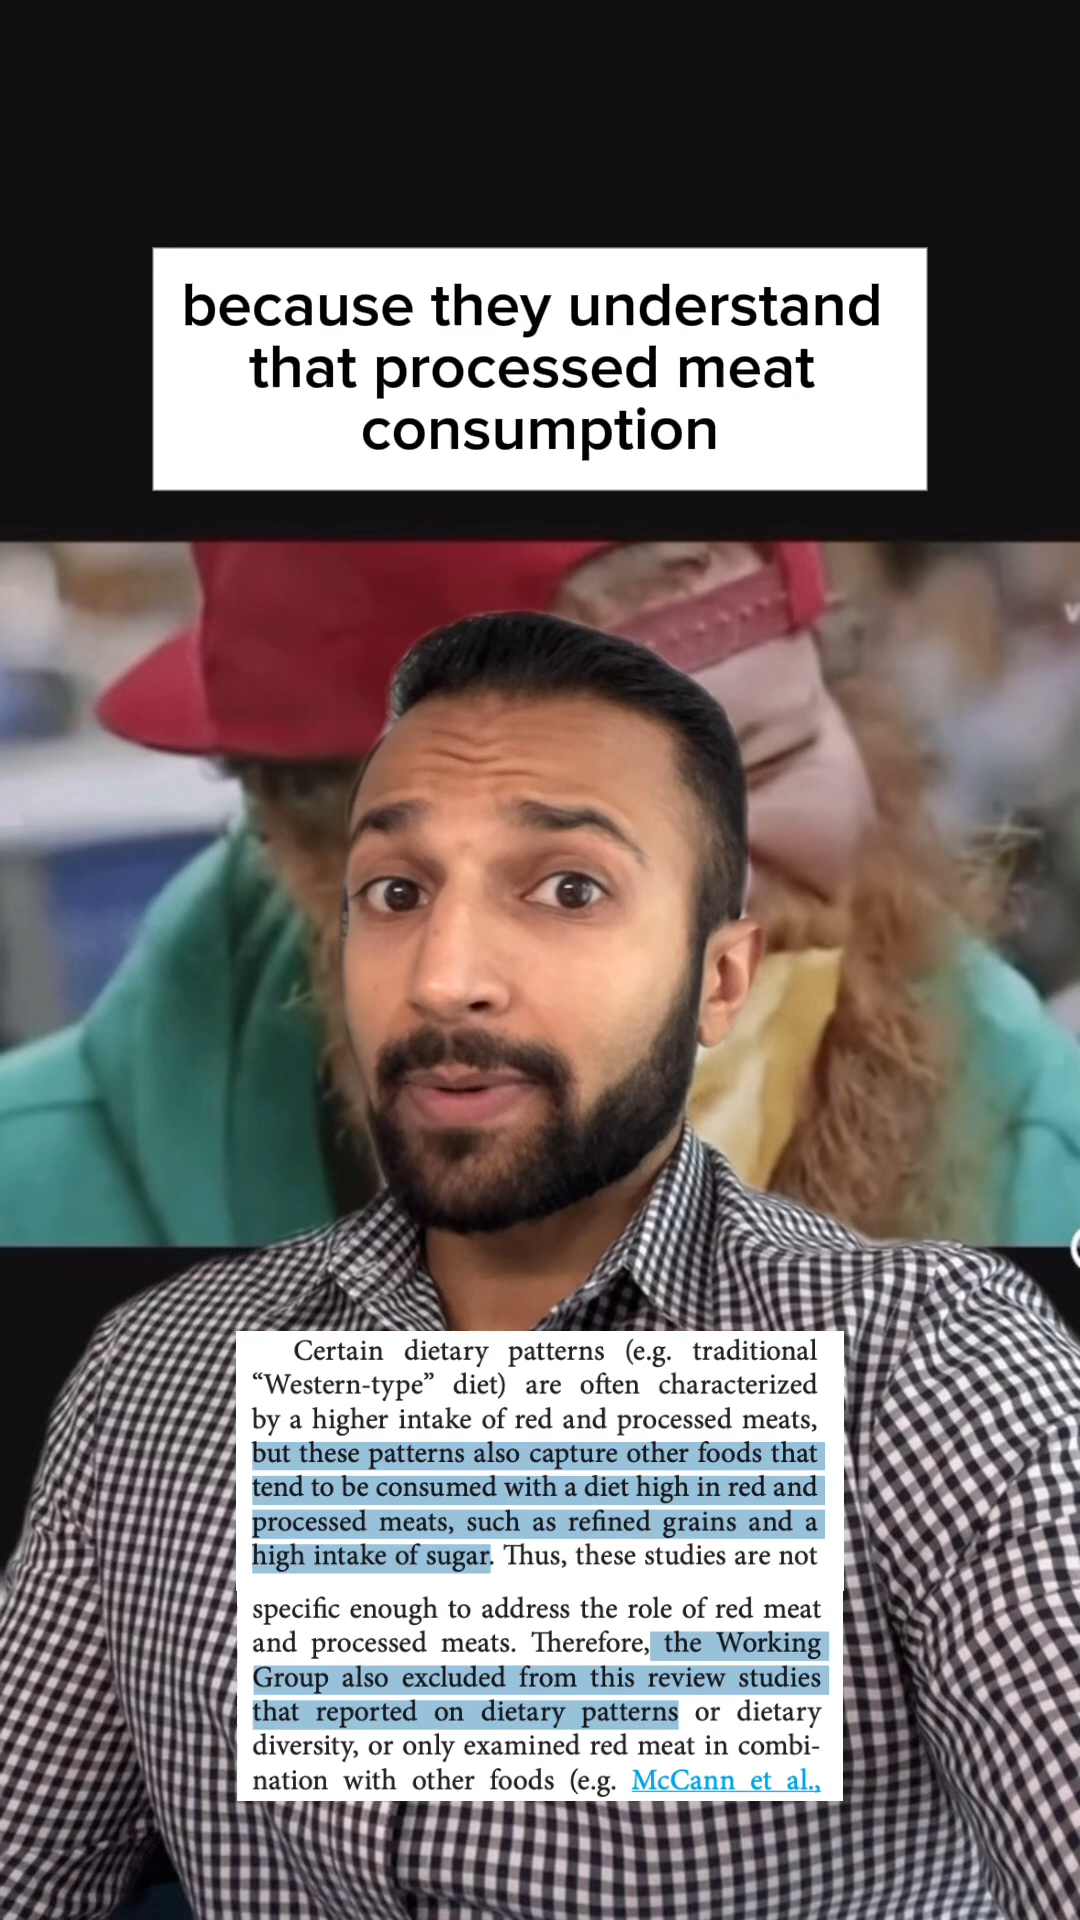 because they understand
that processed meat
consumption
Certain dietary patterns (e.g. traditional
“Western-type” diet) are often characterized
by a higher intake of red and processed meats,
but these patterns also capture other foods that
tend to be consumed with a diet high in red and
processed meats, such as refined grains and a
high intake of sugar. Thus, these studies are not
specific enough to address the role of red meat
and processed meats. Therefore, the Working
Group also excluded from this review studies
that reported on dietary patterns or dietary
diversity, or only examined red meat in combi-
nation with other foods (e.g. McCann et al.,